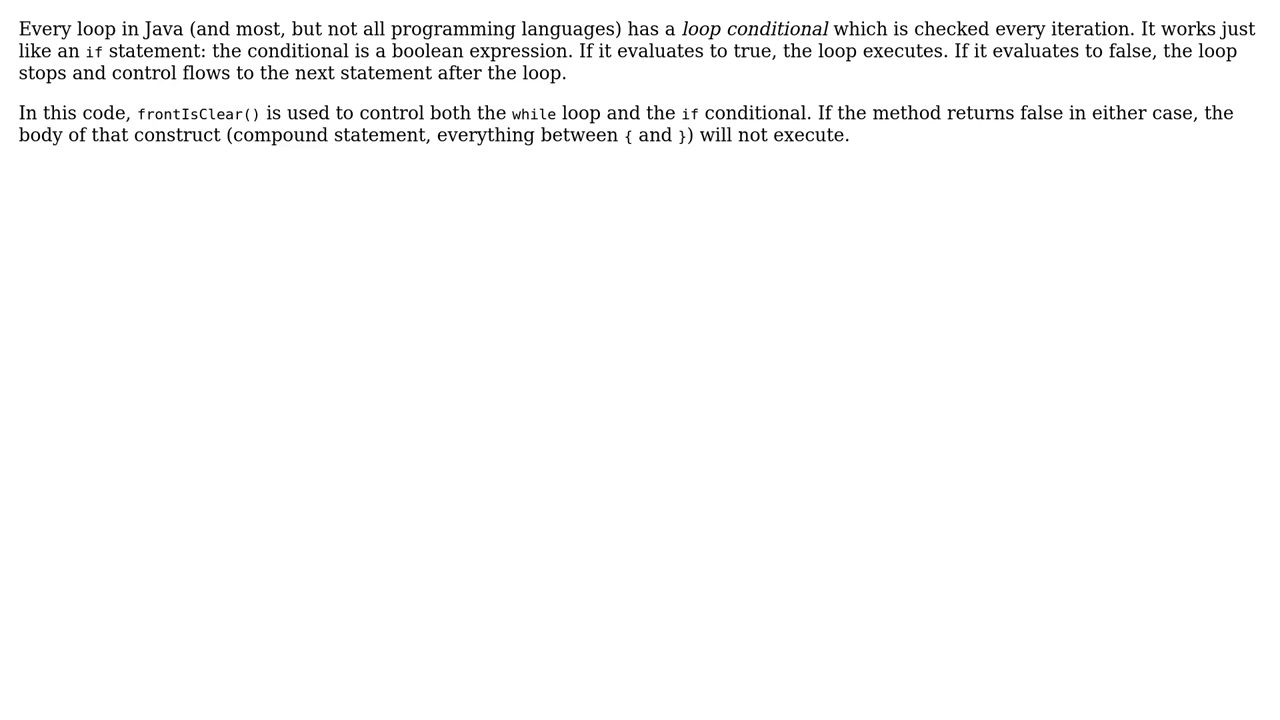 Every loop in Java (and most, but not all programming languages) has a loop conditional which is checked every iteration. It works just
like an if statement: the conditional is a boolean expression. If it evaluates to true, the loop executes. If it evaluates to false, the loop
stops and control flows to the next statement after the loop.
In this code, frontIsClear() is used to control both the while loop and the if conditional. If the method returns false in either case, the
body of that construct (compound statement, everything between { and }) will not execute.